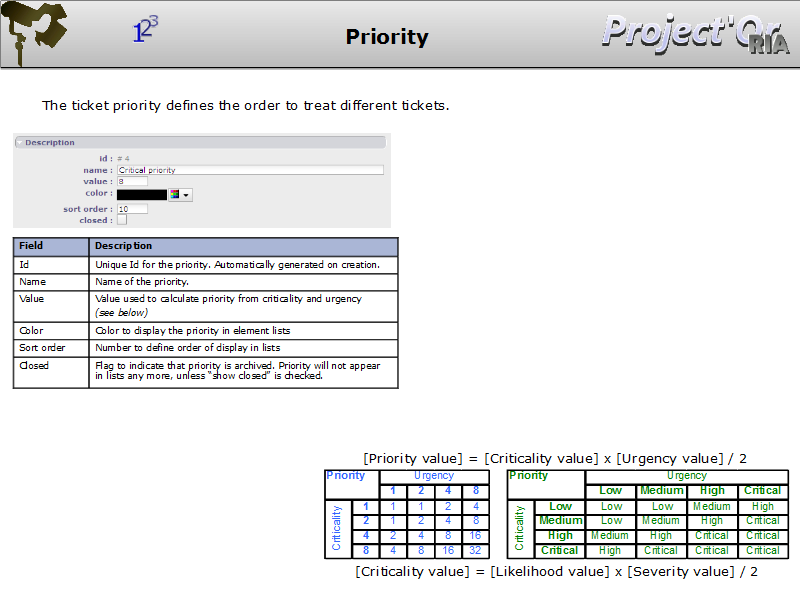 123
Priority
Project'Or
RIA
The ticket priority defines the order to treat different tickets.
Description
id : # 4
name : Critical priority
value : 8
color :
sort order : 10
closed :
Field Description
Id Unique Id for the priority. Automatically generated on creation.
Name Name of the priority.
Value Value used to calculate priority from criticality and urgency
(see below)
Color Color to display the priority in element lists
Sort order Number to define order of display in lists
Closed Flag to indicate that priority is archived. Priority will not appear
in lists any more, unless "show closed" is checked.
[Priority value] = [Criticality value] x [Urgency value] / 2
Priority Urgency
1 2 4 8
Criticality
1 1 1 2 4
2 1 2 4 8
4 2 4 8 16
8 4 8 16 32
Priority Urgency
Low Medium High Critical
Criticality
Low Low Low Medium High
Medium Low Medium High Critical
High Medium High Critical Critical
Critical High Critical Critical Critical
[Criticality value] = [Likelihood value] x [Severity value] / 2